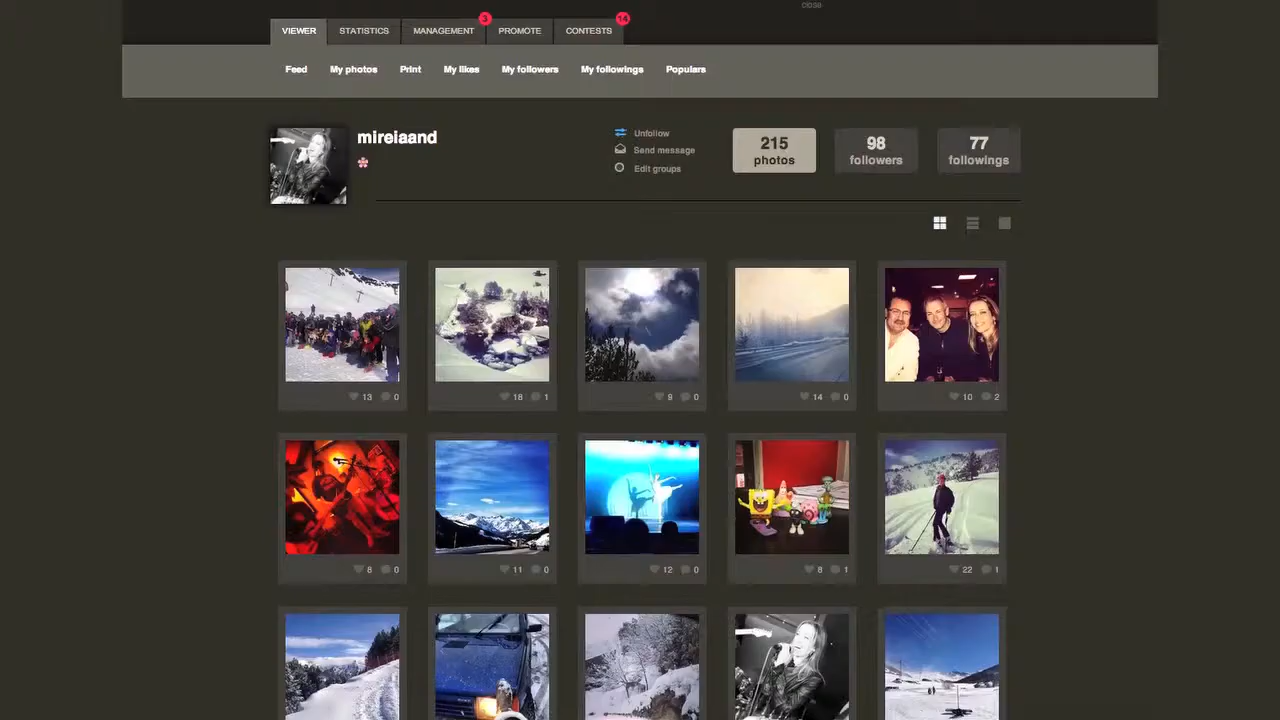 close
3
14
VIEWER STATISTICS MANAGEMENT PROMOTE CONTESTS
Feed My photos Print My likes My followers My followings Populars
mireiaand
Unfollow
Send message
Edit groups
215 photos
98 followers
77 followings
13 0
18 1
9 0
14 0
10 2
8 0
11 0
12 0
8 1
22 1